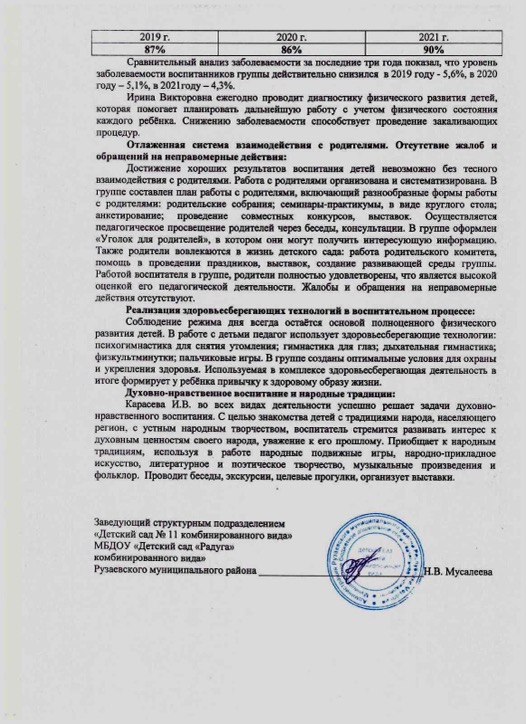 2019 г. 2020 г. 2021 г.
87% 86% 90%
Сравнительный анализ заболеваемости за последние три года показал, что уровень
заболеваемости воспитанников группы действительно снизился в 2019 году - 5,6%, в 2020
году – 5,1%, в 2021году – 4,3%.
Ирина Викторовна ежегодно проводит диагностику физического развития детей,
которая помогает планировать дальнейшую работу с учетом физического состояния
каждого ребёнка. Снижению заболеваемости способствует проведение закаливающих
процедур.
Отлаженная система взаимодействия с родителями. Отсутствие жалоб и
обращений на неправомерные действия:
Достижение хороших результатов воспитания детей невозможно без тесного
взаимодействия с родителями. Работа с родителями организована и систематизирована. В
группе составлен план работы с родителями, включающий разнообразные формы работы
с родителями: родительские собрания; семинары-практикумы, в виде круглого стола;
анкетирование; проведение совместных конкурсов, выставок. Осуществляется
педагогическое просвещение родителей через беседы, консультации. В группе оформлен
«Уголок для родителей», в котором они могут получить интересующую информацию.
Также родители вовлекаются в жизнь детского сада: работа родительского комитета,
помощь в проведении праздников, выставок, создание развивающей среды группы.
Работой воспитателя в группе, родители полностью удовлетворены, что является высокой
оценкой его педагогической деятельности. Жалобы и обращения на неправомерные
действия отсутствуют.
Реализация здоровьесберегающих технологий в воспитательном процессе:
Соблюдение режима дня всегда остаётся основой полноценного физического
развития детей. В работе с детьми педагог использует здоровьесберегающие технологии:
психогимнастика для снятия утомления; гимнастика для глаз; дыхательная гимнастика;
физкультминутки; пальчиковые игры. В группе созданы оптимальные условия для охраны
и укрепления здоровья. Используемая в комплексе здоровьесберегающая деятельность в
итоге формирует у ребёнка привычку к здоровому образу жизни.
Духовно-нравственное воспитание и народные традиции:
Карасева И.В. во всех видах деятельности успешно решает задачи духовно-
нравственного воспитания. С целью знакомства детей с традициями народа, населяющего
регион, с устным народным творчеством, воспитатель стремится развивать интерес к
духовным ценностям своего народа, уважение к его прошлому. Приобщает к народным
традициям, используя в работе народные подвижные игры, народно-прикладное
искусство, литературное и поэтическое творчество, музыкальные произведения и
фольклор. Проводит беседы, экскурсии, целевые прогулки, организует выставки.
Заведующий структурным подразделением
«Детский сад № 11 комбинированного вида»
МБДОУ «Детский сад «Радуга»
комбинированного вида»
Рузаевского муниципального района Н.В. Мусалеева